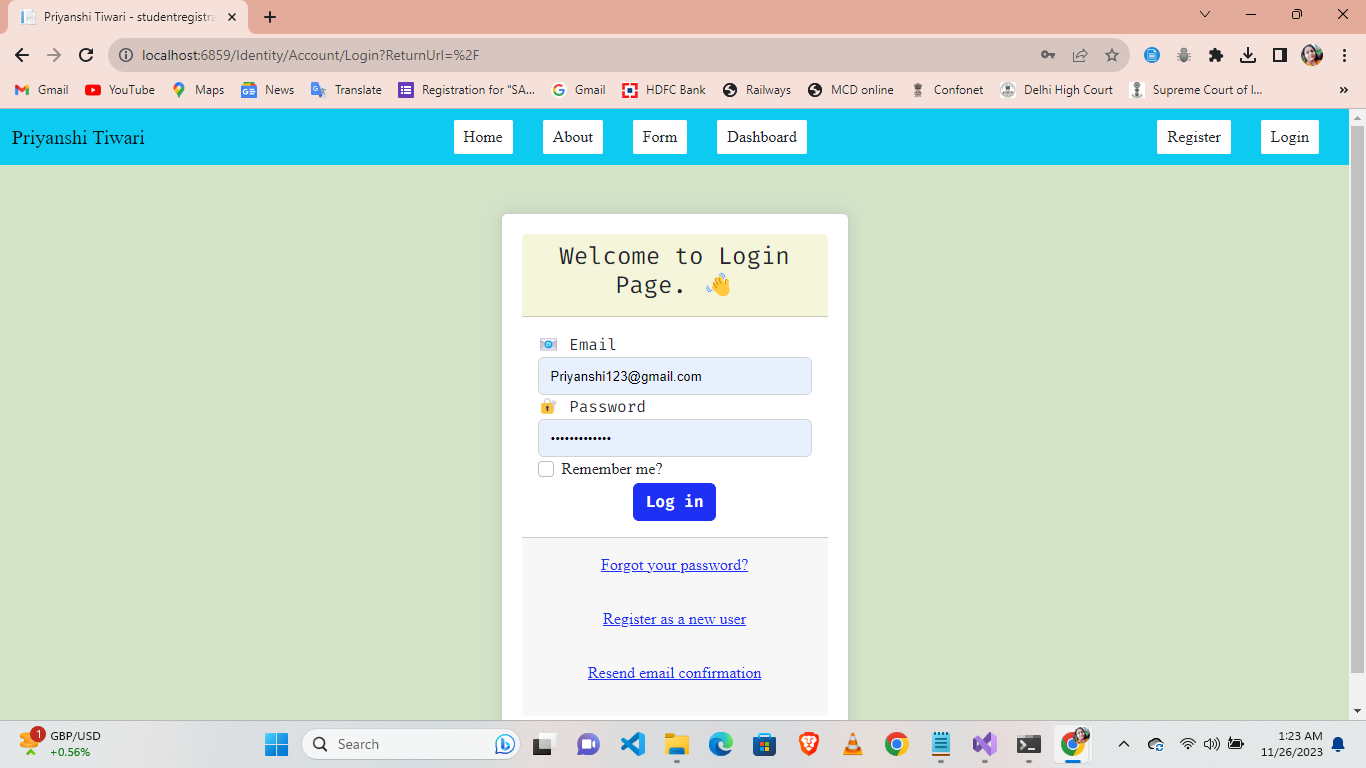 Priyanshi Tiwari - studentregistra
localhost:6859/Identity/Account/Login?ReturnUrl=%2F
Gmail YouTube Maps News Translate Registration for "SA... Gmail HDFC Bank Railways MCD online Confonet Delhi High Court Supreme Court of I... »
Priyanshi Tiwari Home About Form Dashboard Register Login
Welcome to Login
Page.
Email
Priyanshi123@gmail.com
Password
•••••••••••••
Remember me?
Log in
Forgot your password?
Register as a new user
Resend email confirmation
1 GBP/USD
+0.56%
Search
1:23 AM
11/26/2023